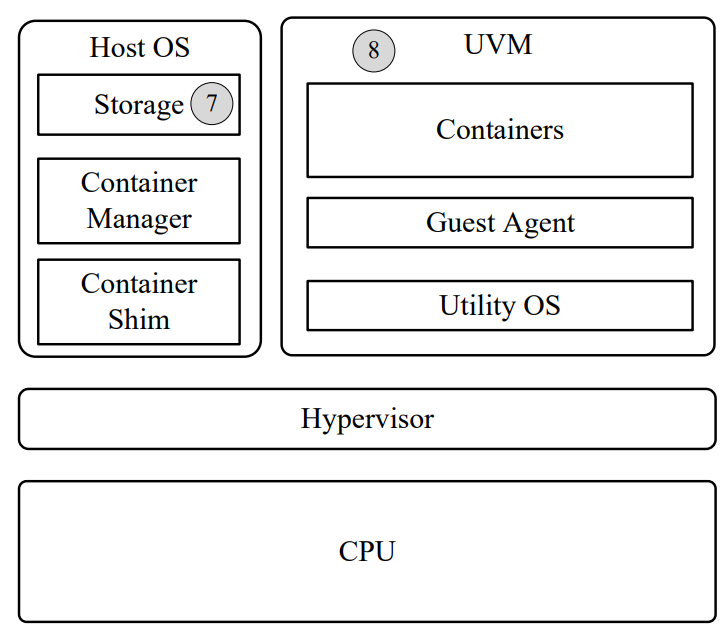 Host OS
Storage 7
Container
Manager
Container
Shim
8 UVM
Containers
Guest Agent
Utility OS
Hypervisor
CPU